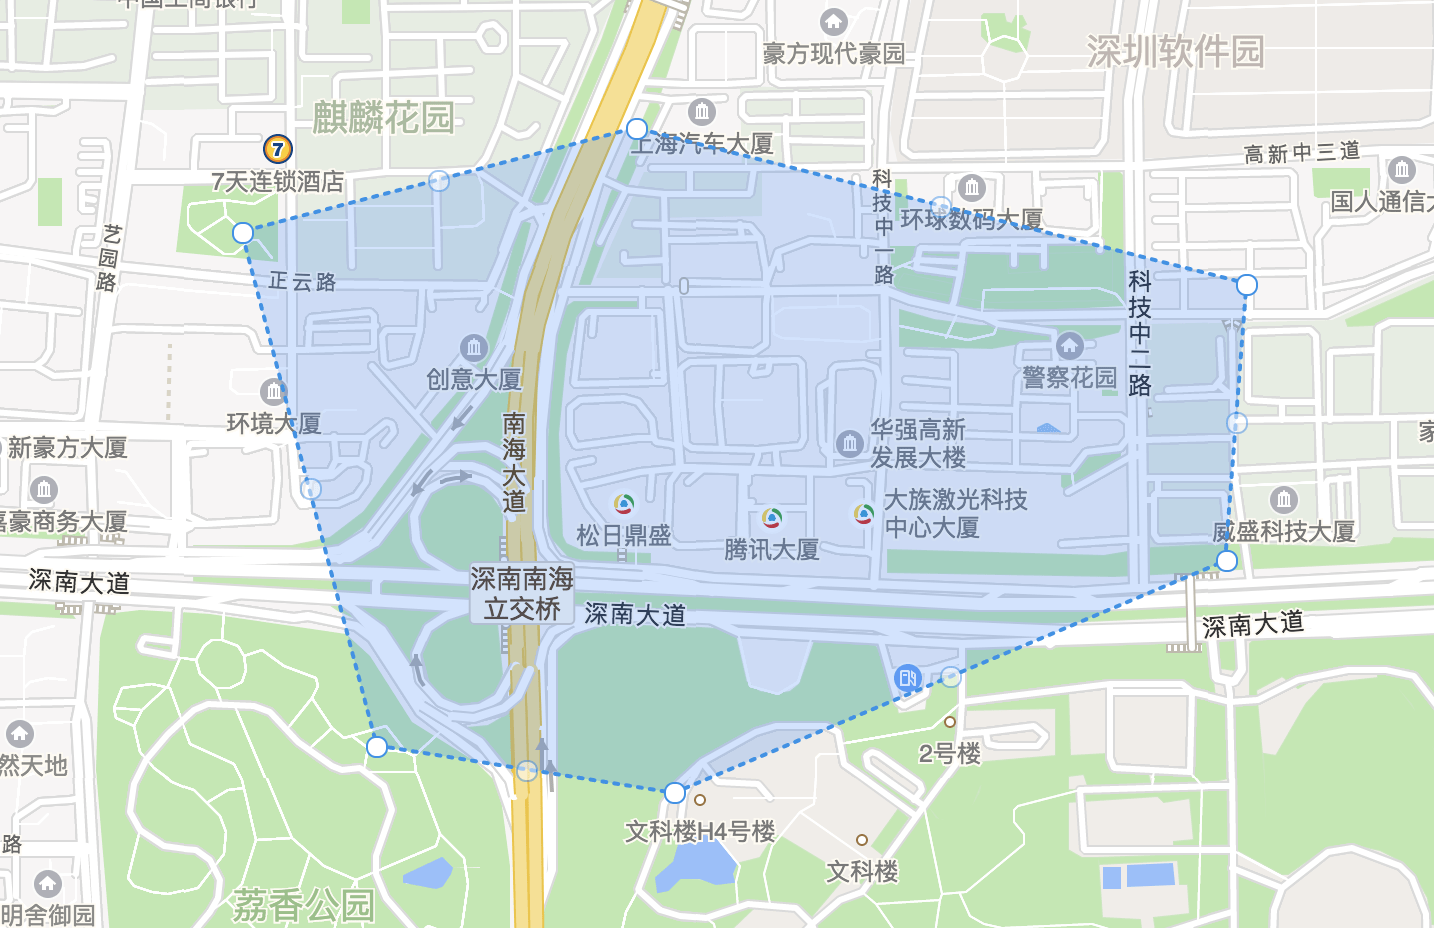 中国工商银行
豪方现代豪园
深圳软件园
麒麟花园
上海汽车大厦
高新中三道
7
7天连锁酒店
科技中一路
环球数码大厦
国人通信大
艺园路
正云路
科技中二路
创意大厦
警察花园
环境大厦
南海大道
华强高新
发展大楼
新豪方大厦
嘉豪商务大厦
大族激光科技
中心大厦
松日鼎盛
腾讯大厦
威盛科技大厦
深南大道
深南南海
立交桥
深南大道
深南大道
然天地
2号楼
文科楼H4号楼
文科楼
路
荔香公园
明舍御园